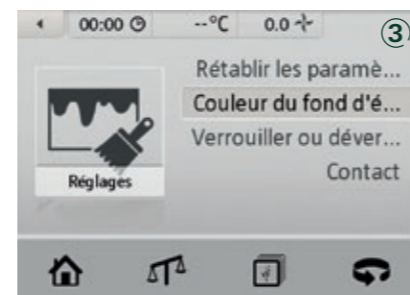 00:00 --°C 0.0
③
Rétablir les paramè...
Couleur du fond d'é...
Verrouiller ou déver...
Contact
Réglages